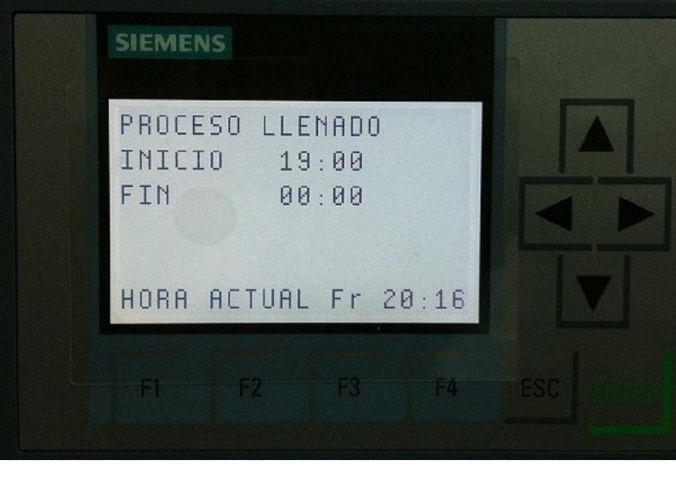 SIEMENS
PROCESO LLENADO
INICIO 19:00
FIN 00:00
HORA ACTUAL Fr 20:16
F1 F2 F3 F4 ESC